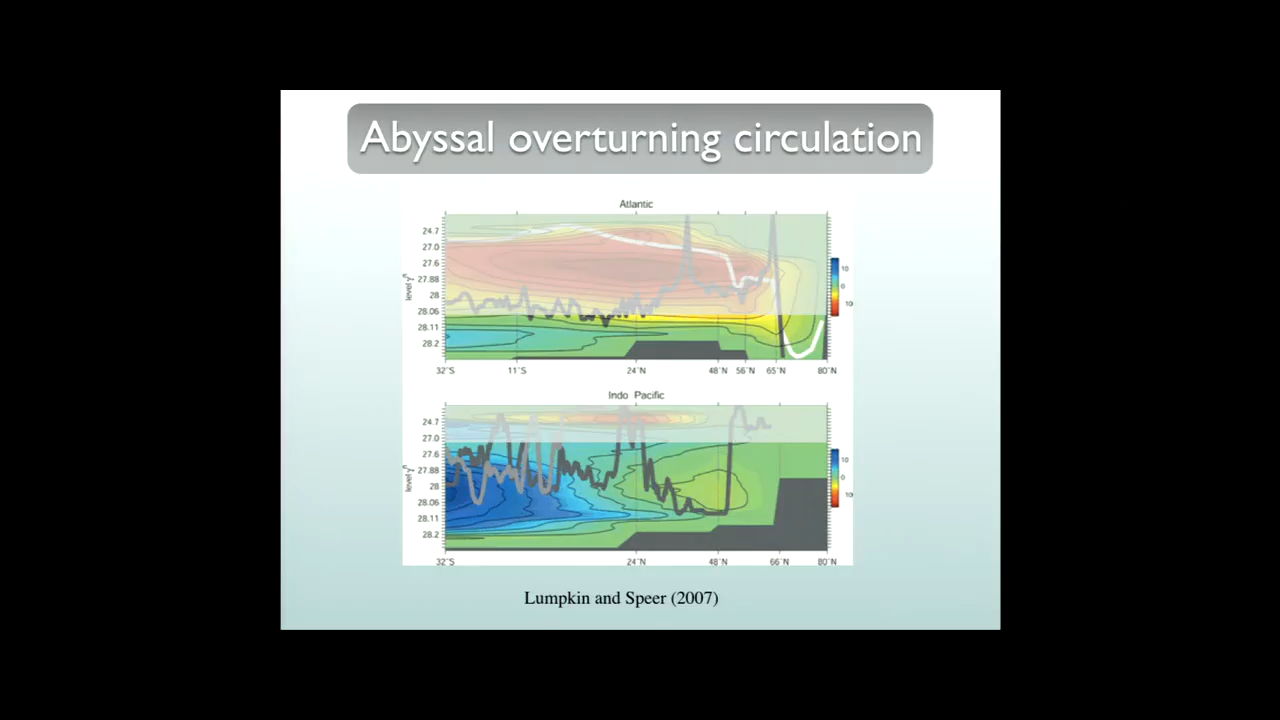 Abyssal overturning circulation
Atlantic
24.7
27.0
27.6
27.88
28
28.06
28.11
28.2
level γⁿ
10
0
10
32°S 11°S 24°N 48°N 56°N 65°N 80°N
Indo Pacific
24.7
27.0
27.6
27.88
28
28.06
28.11
28.2
level γⁿ
10
0
10
32°S 24°N 48°N 66°N 80°N
Lumpkin and Speer (2007)